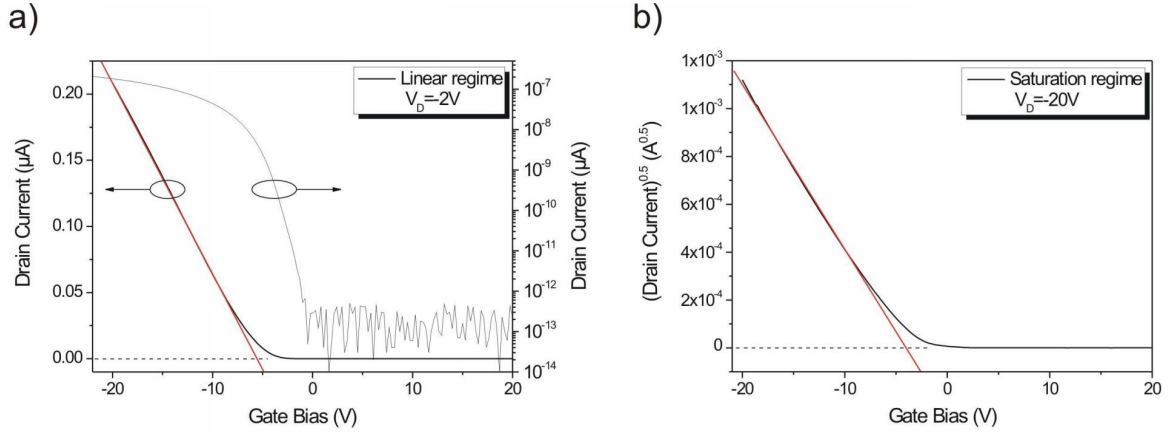 a)
Linear regime
V_D=-2V
0.20
0.15
0.10
0.05
0.00
Drain Current (µA)
10⁻⁷
10⁻⁸
10⁻⁹
10⁻¹⁰
10⁻¹¹
10⁻¹²
10⁻¹³
10⁻¹⁴
Drain Current (µA)
-20 -10 0 10 20
Gate Bias (V)
b)
Saturation regime
V_D=-20V
1x10⁻³
1x10⁻³
8x10⁻⁴
6x10⁻⁴
4x10⁻⁴
2x10⁻⁴
0
(Drain Current)^0.5 (A^0.5)
-20 -10 0 10 20
Gate Bias (V)